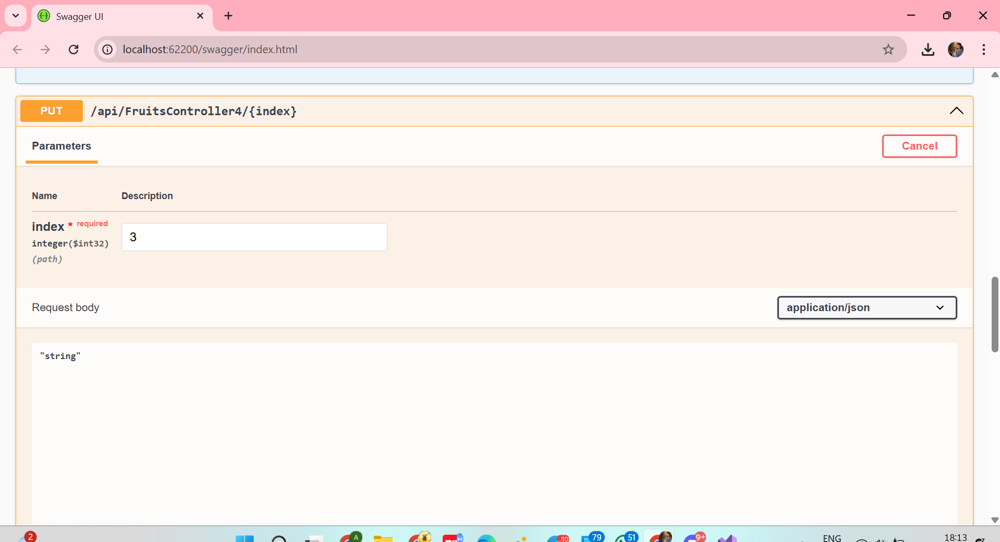 Swagger UI
localhost:62200/swagger/index.html
PUT /api/FruitsController4/{index}
Parameters
Cancel
Name Description
index * required
integer($int32)
(path)
3
Request body
application/json
"string"
2
A
W
90
79
51
9+
ENG
18:13